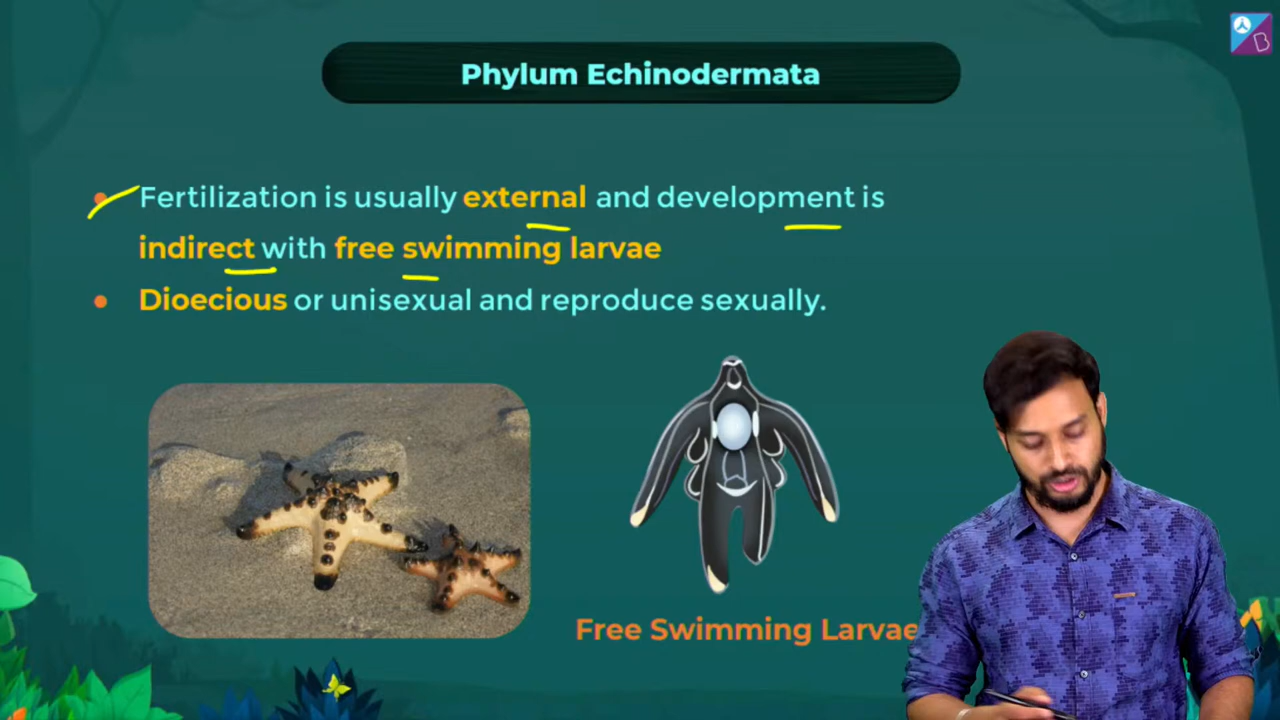 Phylum Echinodermata
Fertilization is usually external and development is
indirect with free swimming larvae
Dioecious or unisexual and reproduce sexually.
Free Swimming Larvae
B